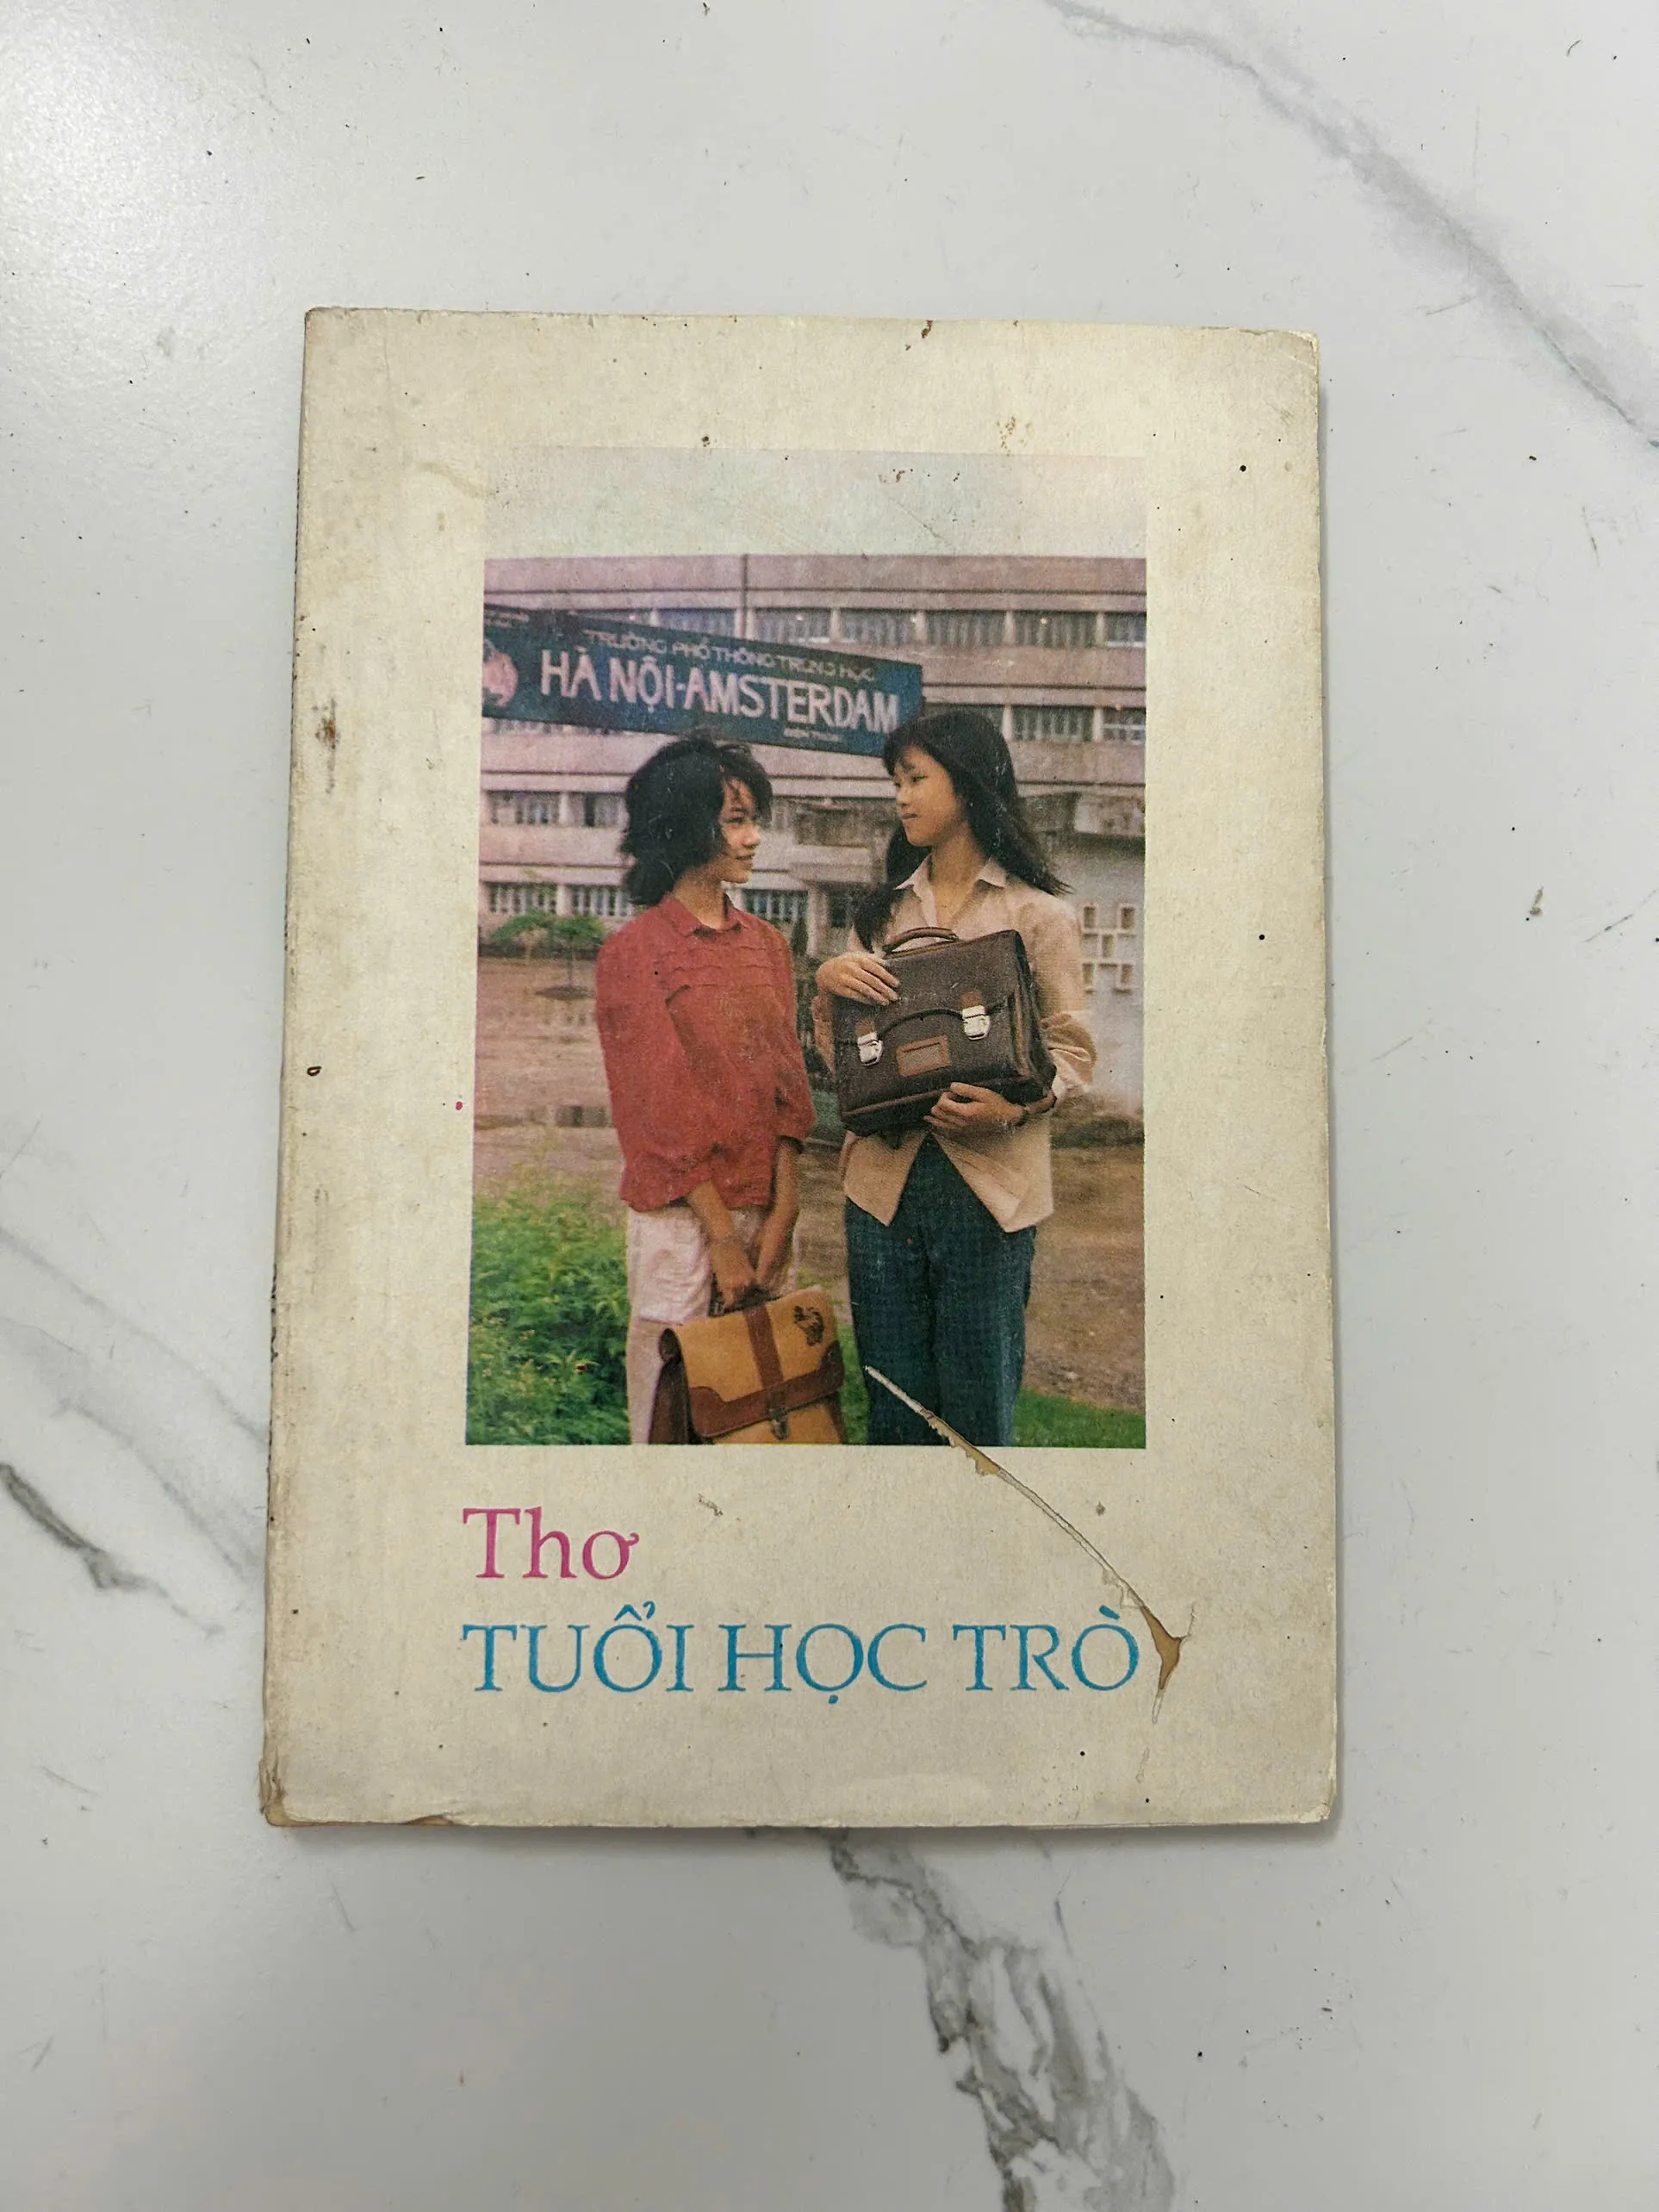 TRƯỜNG PHỔ THÔNG TRUNG HỌC
HÀ NỘI-AMSTERDAM
Thơ
TUỔI HỌC TRÒ